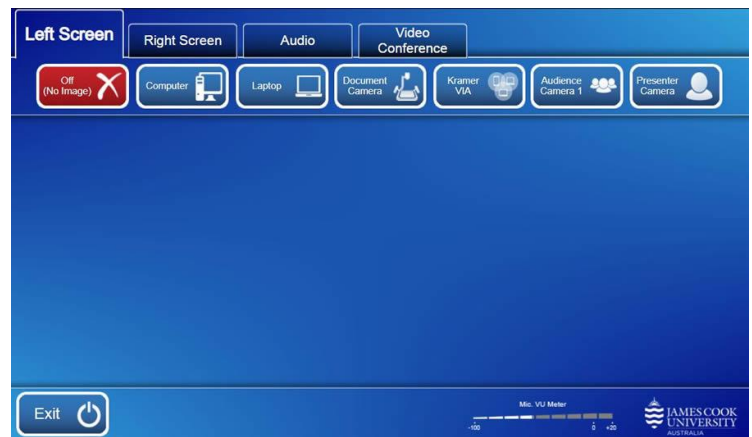 Left Screen
Right Screen
Audio
Video
Conference
Off
(No Image)
Computer
Laptop
Document
Camera
Kramer
VIA
Audience
Camera 1
Presenter
Camera
Exit
Mic. VU Meter
-100
0
+20
JAMES COOK
UNIVERSITY
AUSTRALIA